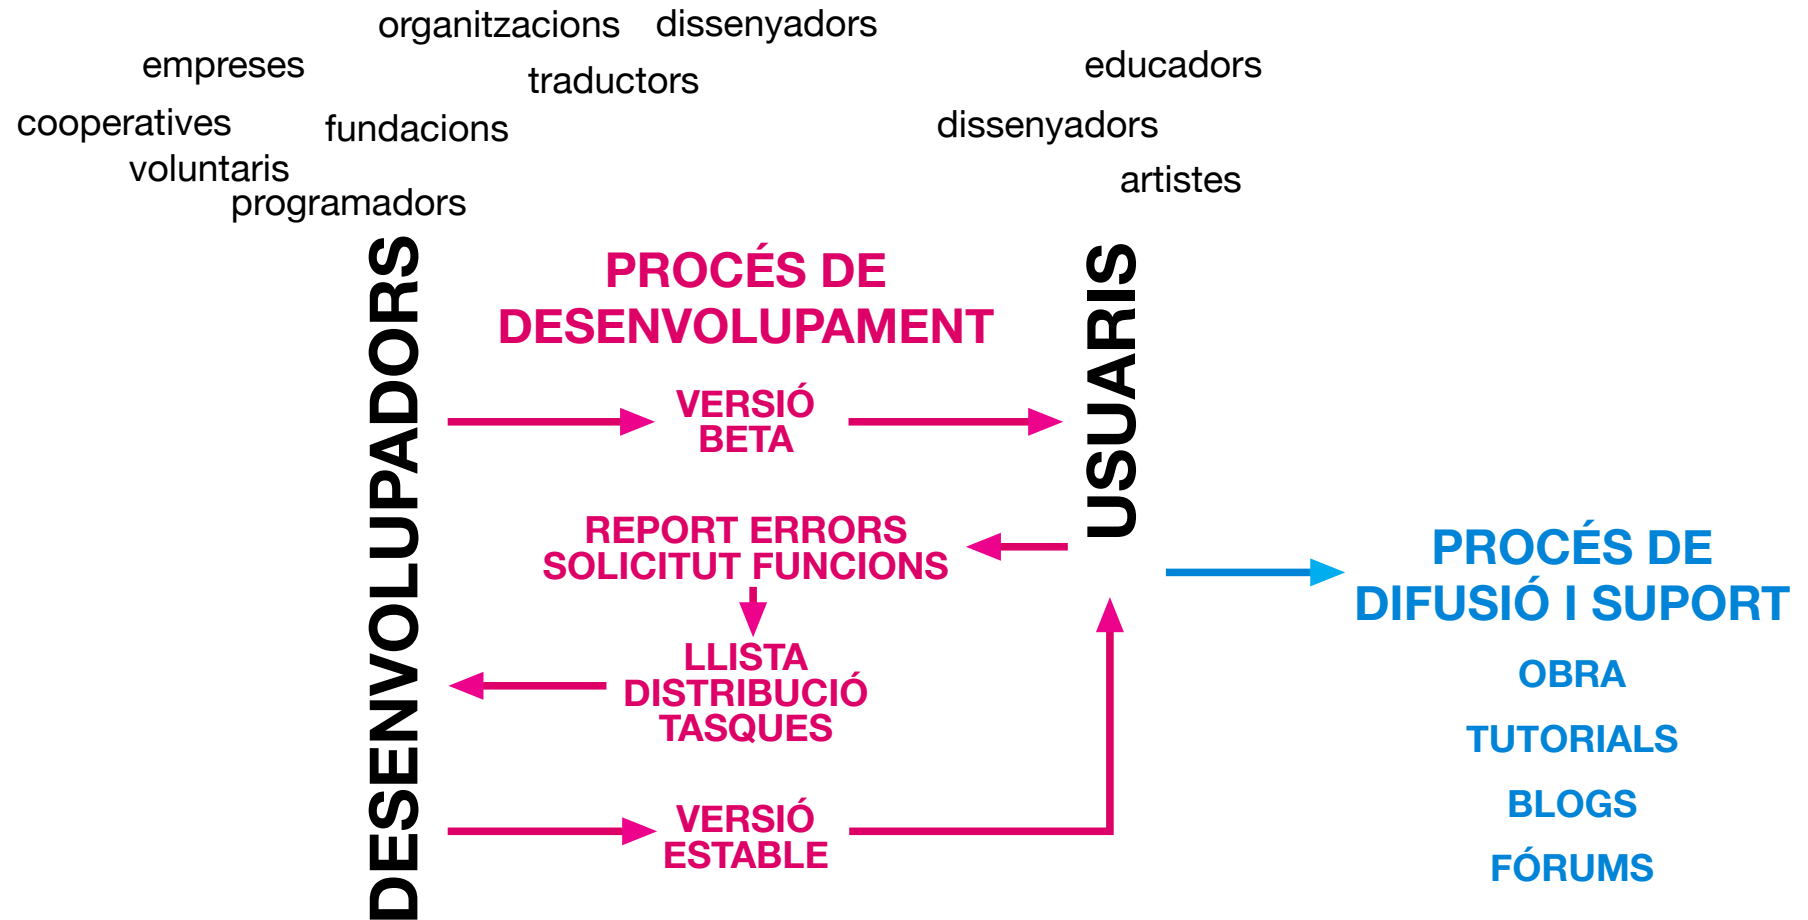 organitzacions
dissenyadors
empreses
traductors
educadors
cooperatives
fundacions
dissenyadors
voluntaris
artistes
programadors
DESENVOLUPADORS
PROCÉS DE
DESENVOLUPAMENT
USUARIS
VERSIÓ
BETA
REPORT ERRORS
SOLICITUT FUNCIONS
LLISTA
DISTRIBUCIÓ
TASQUES
VERSIÓ
ESTABLE
PROCÉS DE
DIFUSIÓ I SUPORT
OBRA
TUTORIALS
BLOGS
FÓRUMS